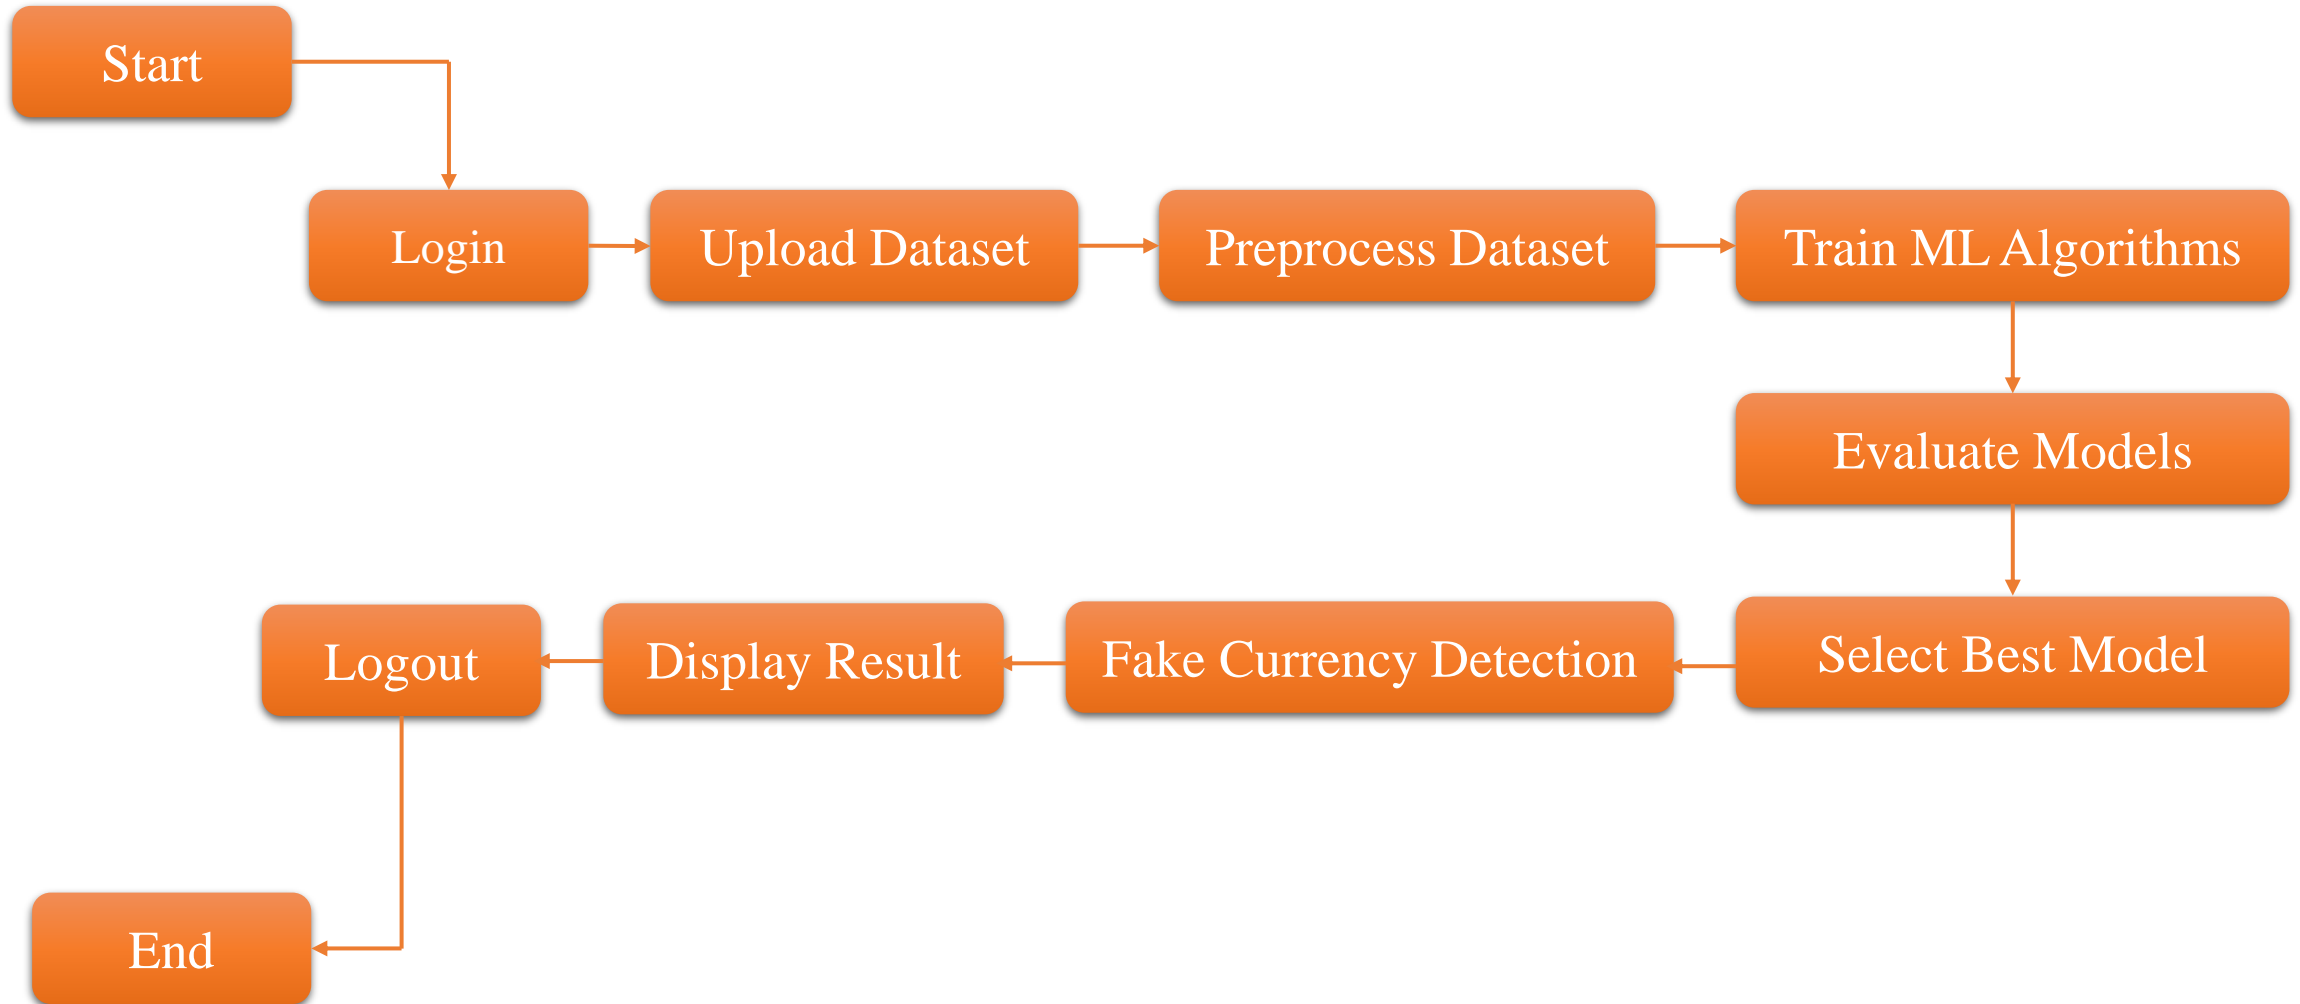 Start
Login
Upload Dataset
Preprocess Dataset
Train ML Algorithms
Evaluate Models
Select Best Model
Fake Currency Detection
Display Result
Logout
End